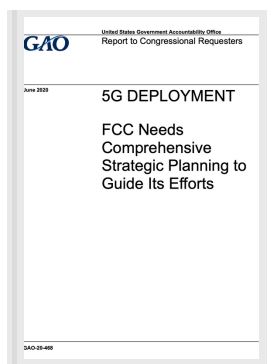 United States Government Accountability Office
GAO
Report to Congressional Requesters
June 2020
5G DEPLOYMENT
FCC Needs
Comprehensive
Strategic Planning to
Guide Its Efforts
GAO-20-468